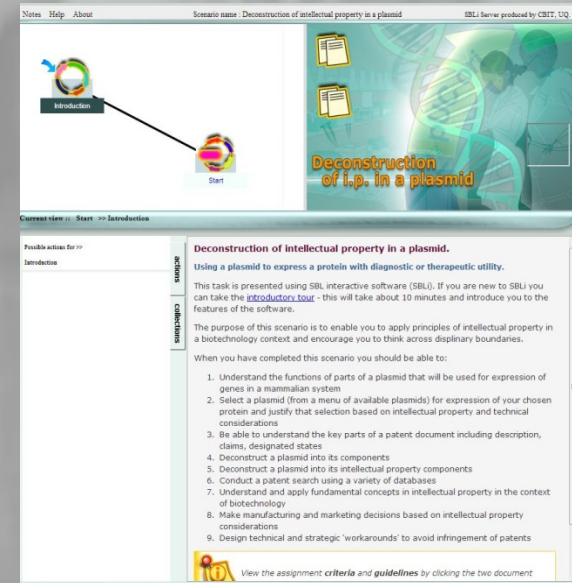 Notes Help About Scenario name : Deconstruction of intellectual property in a plasmid SBLi Server produced by CBIT, UQ.
Introduction
Start
Deconstruction
of i.p. in a plasmid
Current view :: Start >> Introduction
Possible actions for >>
Introduction
actions
collections
Deconstruction of intellectual property in a plasmid.
Using a plasmid to express a protein with diagnostic or therapeutic utility.
This task is presented using SBL interactive software (SBLi). If you are new to SBLi you
can take the introductory tour - this will take about 10 minutes and introduce you to the
features of the software.
The purpose of this scenario is to enable you to apply principles of intellectual property in
a biotechnology context and encourage you to think across displinary boundaries.
When you have completed this scenario you should be able to:
1. Understand the functions of parts of a plasmid that will be used for expression of
genes in a mammalian system
2. Select a plasmid (from a menu of available plasmids) for expression of your chosen
protein and justify that selection based on intellectual property and technical
considerations
3. Be able to understand the key parts of a patent document including description,
claims, designated states
4. Deconstruct a plasmid into its components
5. Deconstruct a plasmid into its intellectual property components
6. Conduct a patent search using a variety of databases
7. Understand and apply fundamental concepts in intellectual property in the context
of biotechnology
8. Make manufacturing and marketing decisions based on intellectual property
considerations
9. Design technical and strategic 'workarounds' to avoid infringement of patents
View the assignment criteria and guidelines by clicking the two document